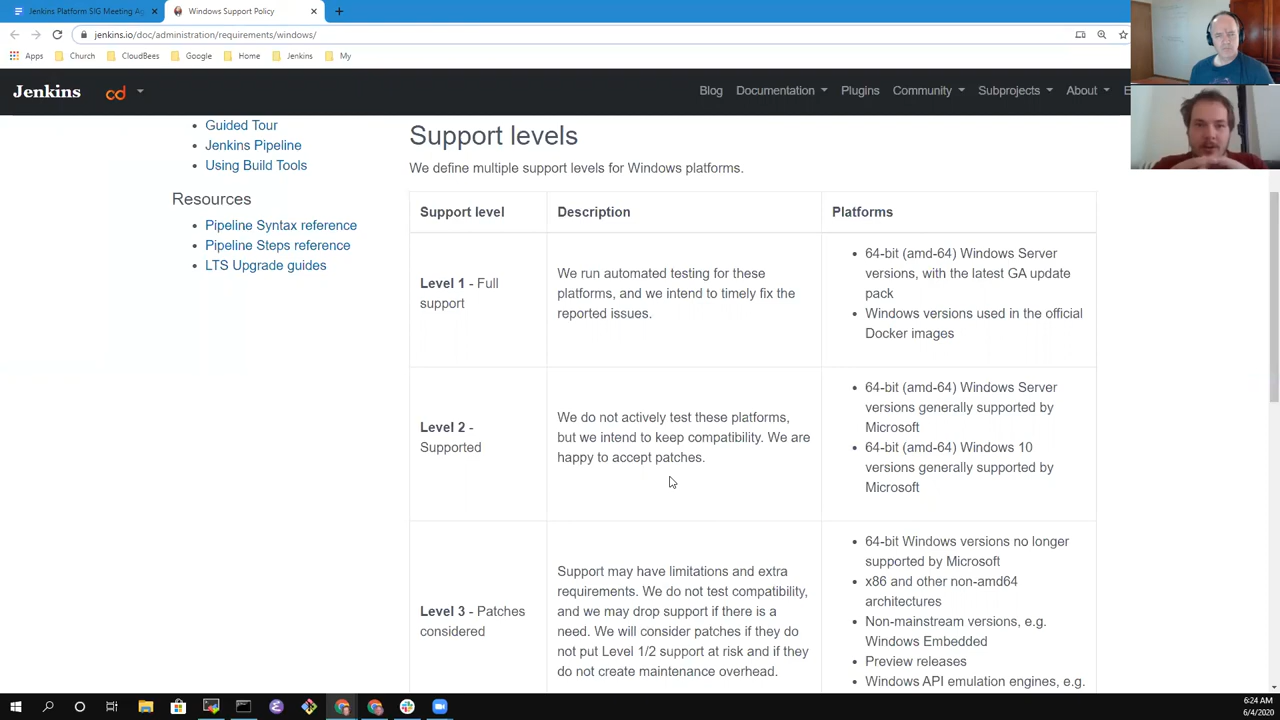 Jenkins Platform SIG Meeting Ag
Windows Support Policy
jenkins.io/doc/administration/requirements/windows/
Apps Church CloudBees Google Home Jenkins My
Jenkins cd Blog Documentation Plugins Community Subprojects About E
Guided Tour
Jenkins Pipeline
Using Build Tools
Resources
Pipeline Syntax reference
Pipeline Steps reference
LTS Upgrade guides
Support levels
We define multiple support levels for Windows platforms.
Support level Description Platforms
Level 1 - Full
support
We run automated testing for these
platforms, and we intend to timely fix the
reported issues.
64-bit (amd-64) Windows Server
versions, with the latest GA update
pack
Windows versions used in the official
Docker images
Level 2 -
Supported
We do not actively test these platforms,
but we intend to keep compatibility. We are
happy to accept patches.
64-bit (amd-64) Windows Server
versions generally supported by
Microsoft
64-bit (amd-64) Windows 10
versions generally supported by
Microsoft
Level 3 - Patches
considered
Support may have limitations and extra
requirements. We do not test compatibility,
and we may drop support if there is a
need. We will consider patches if they do
not put Level 1/2 support at risk and if they
do not create maintenance overhead.
64-bit Windows versions no longer
supported by Microsoft
x86 and other non-amd64
architectures
Non-mainstream versions, e.g.
Windows Embedded
Preview releases
Windows API emulation engines, e.g.
6:24 AM
6/4/2020